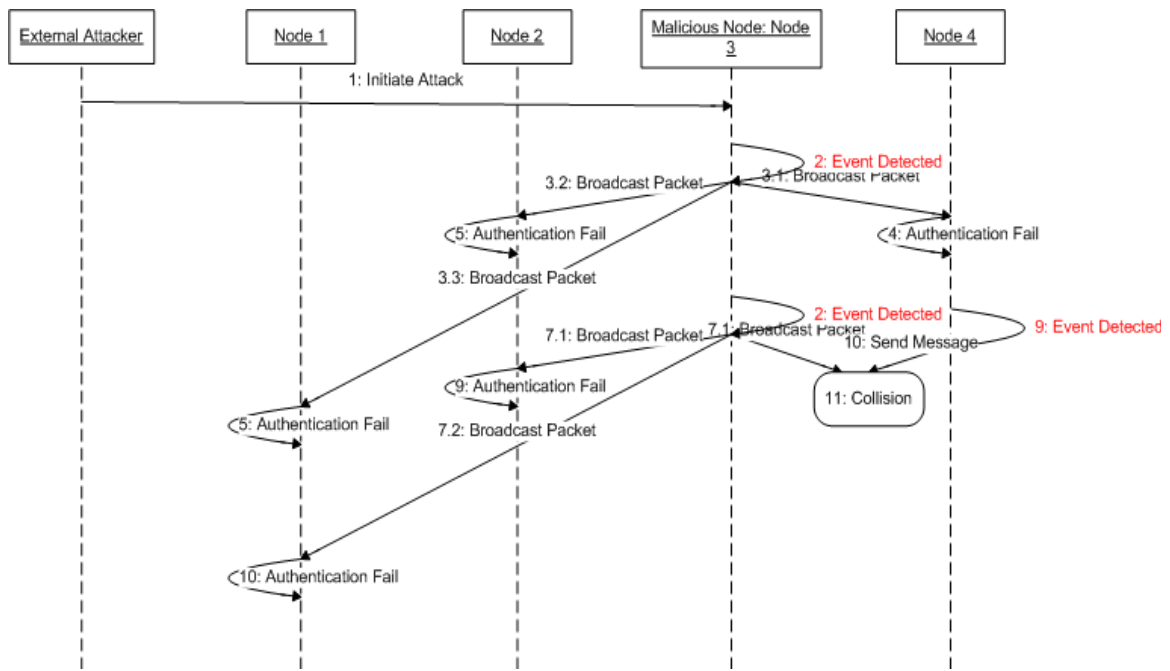 External Attacker
Node 1
Node 2
Malicious Node: Node
3
Node 4
1: Initiate Attack
2: Event Detected
3.2: Broadcast Packet
3.1: Broadcast Packet
5: Authentication Fail
4: Authentication Fail
3.3: Broadcast Packet
2: Event Detected
9: Event Detected
7.1: Broadcast Packet
7.1: Broadcast Packet
10: Send Message
9: Authentication Fail
11: Collision
5: Authentication Fail
7.2: Broadcast Packet
10: Authentication Fail